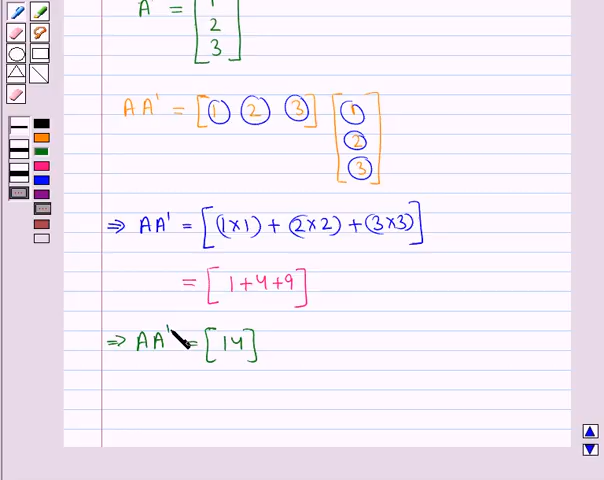 A' = [1
2
3]
AA' = [1 2 3] [1
2
3]
⇒ AA' = [(1×1) + (2×2) + (3×3)]
= [1+4+9]
⇒ AA' = [14]